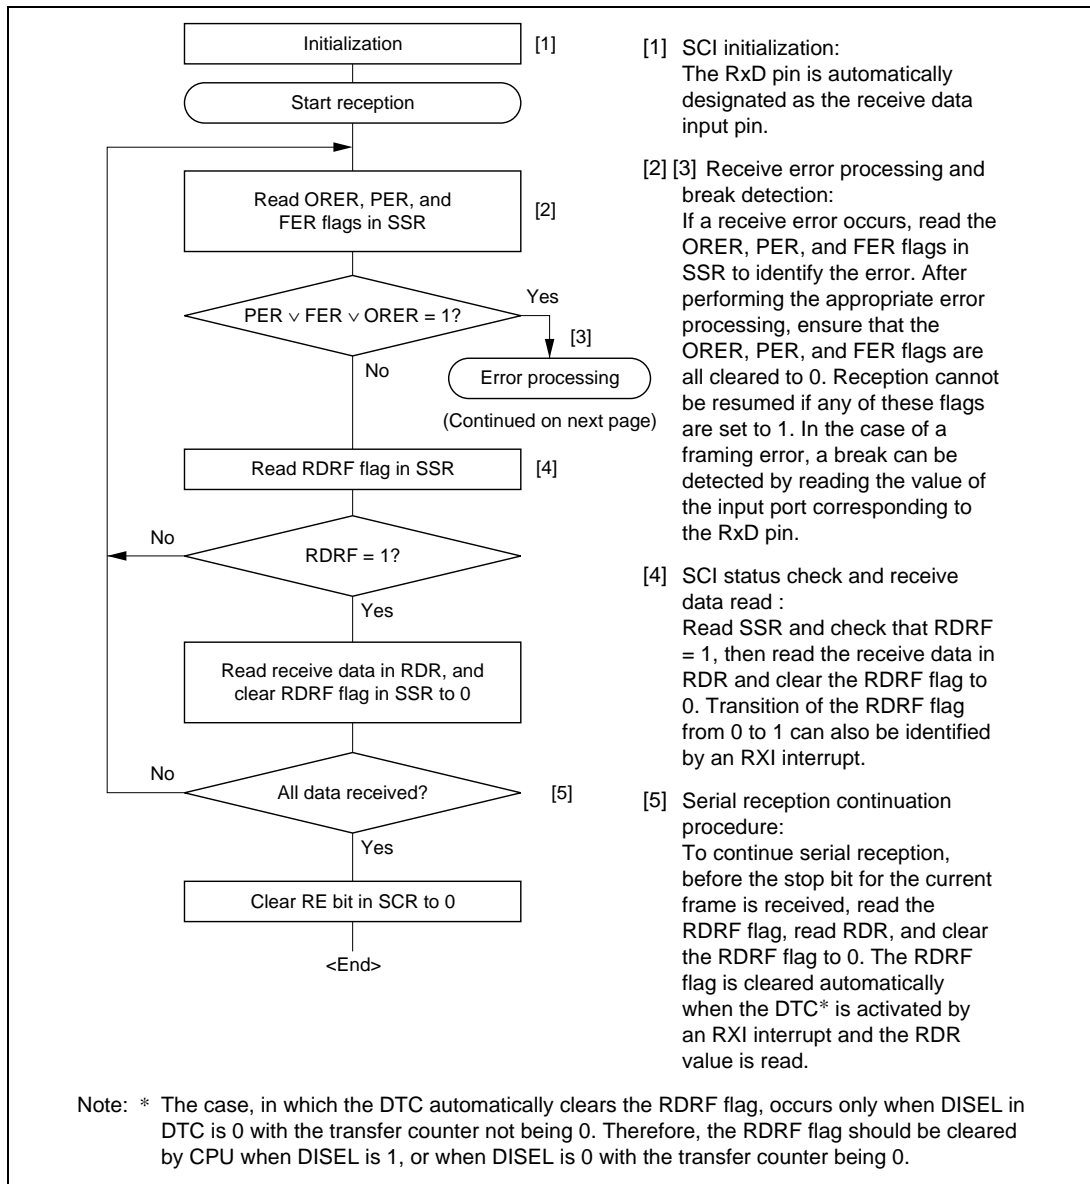 Initialization [1]
Start reception
Read ORER, PER, and
FER flags in SSR
[2]
PER ∨ FER ∨ ORER = 1?
Yes
[3]
No
Error processing
(Continued on next page)
Read RDRF flag in SSR [4]
No
RDRF = 1?
Yes
Read receive data in RDR, and
clear RDRF flag in SSR to 0
No
All data received? [5]
Yes
Clear RE bit in SCR to 0
<End>
[1] SCI initialization:
The RxD pin is automatically
designated as the receive data
input pin.
[2] [3] Receive error processing and
break detection:
If a receive error occurs, read the
ORER, PER, and FER flags in
SSR to identify the error. After
performing the appropriate error
processing, ensure that the
ORER, PER, and FER flags are
all cleared to 0. Reception cannot
be resumed if any of these flags
are set to 1. In the case of a
framing error, a break can be
detected by reading the value of
the input port corresponding to
the RxD pin.
[4] SCI status check and receive
data read :
Read SSR and check that RDRF
= 1, then read the receive data in
RDR and clear the RDRF flag to
0. Transition of the RDRF flag
from 0 to 1 can also be identified
by an RXI interrupt.
[5] Serial reception continuation
procedure:
To continue serial reception,
before the stop bit for the current
frame is received, read the
RDRF flag, read RDR, and clear
the RDRF flag to 0. The RDRF
flag is cleared automatically
when the DTC* is activated by
an RXI interrupt and the RDR
value is read.
Note: * The case, in which the DTC automatically clears the RDRF flag, occurs only when DISEL in
DTC is 0 with the transfer counter not being 0. Therefore, the RDRF flag should be cleared
by CPU when DISEL is 1, or when DISEL is 0 with the transfer counter being 0.